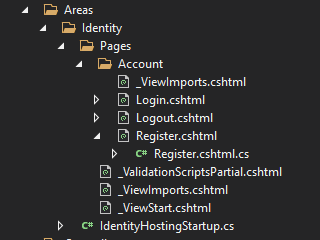 Areas
Identity
Pages
Account
_ViewImports.cshtml
Login.cshtml
Logout.cshtml
Register.cshtml
C# Register.cshtml.cs
_ValidationScriptsPartial.cshtml
_ViewImports.cshtml
_ViewStart.cshtml
C# IdentityHostingStartup.cs